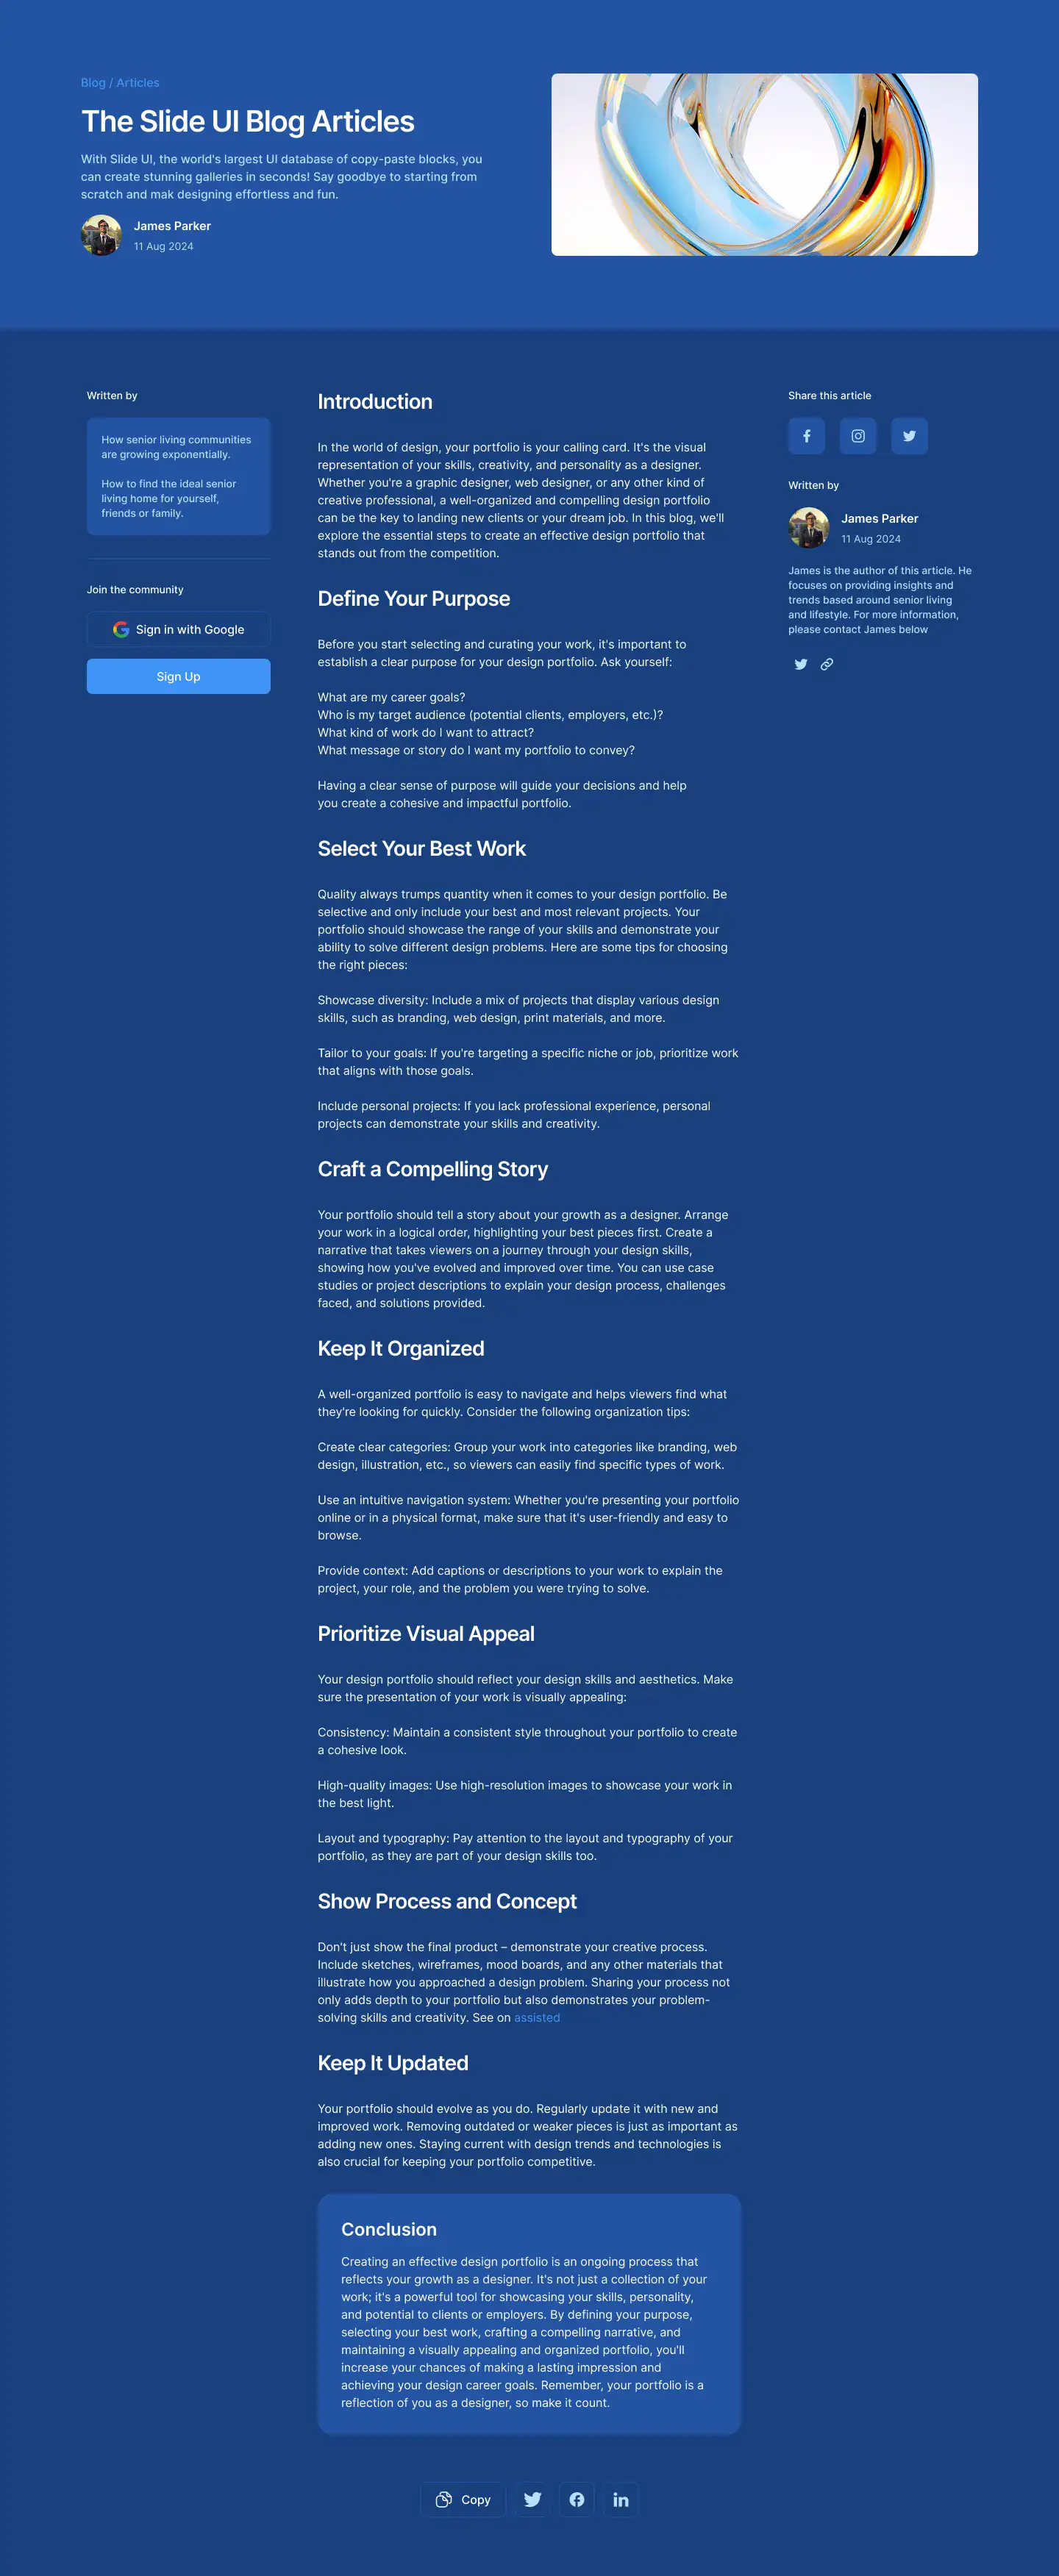 Blog / Articles
The Slide UI Blog Articles
With Slide UI, the world's largest UI database of copy-paste blocks, you
can create stunning galleries in seconds! Say goodbye to starting from
scratch and mak designing effortless and fun.
James Parker
11 Aug 2024
Written by
How senior living communities
are growing exponentially.
How to find the ideal senior
living home for yourself,
friends or family.
Join the community
Sign in with Google
Sign Up
Introduction
In the world of design, your portfolio is your calling card. It's the visual
representation of your skills, creativity, and personality as a designer.
Whether you're a graphic designer, web designer, or any other kind of
creative professional, a well-organized and compelling design portfolio
can be the key to landing new clients or your dream job. In this blog, we'll
explore the essential steps to create an effective design portfolio that
stands out from the competition.
Define Your Purpose
Before you start selecting and curating your work, it's important to
establish a clear purpose for your design portfolio. Ask yourself:
What are my career goals?
Who is my target audience (potential clients, employers, etc.)?
What kind of work do I want to attract?
What message or story do I want my portfolio to convey?
Having a clear sense of purpose will guide your decisions and help
you create a cohesive and impactful portfolio.
Select Your Best Work
Quality always trumps quantity when it comes to your design portfolio. Be
selective and only include your best and most relevant projects. Your
portfolio should showcase the range of your skills and demonstrate your
ability to solve different design problems. Here are some tips for choosing
the right pieces:
Showcase diversity: Include a mix of projects that display various design
skills, such as branding, web design, print materials, and more.
Tailor to your goals: If you're targeting a specific niche or job, prioritize work
that aligns with those goals.
Include personal projects: If you lack professional experience, personal
projects can demonstrate your skills and creativity.
Craft a Compelling Story
Your portfolio should tell a story about your growth as a designer. Arrange
your work in a logical order, highlighting your best pieces first. Create a
narrative that takes viewers on a journey through your design skills,
showing how you've evolved and improved over time. You can use case
studies or project descriptions to explain your design process, challenges
faced, and solutions provided.
Keep It Organized
A well-organized portfolio is easy to navigate and helps viewers find what
they're looking for quickly. Consider the following organization tips:
Create clear categories: Group your work into categories like branding, web
design, illustration, etc., so viewers can easily find specific types of work.
Use an intuitive navigation system: Whether you're presenting your portfolio
online or in a physical format, make sure that it's user-friendly and easy to
browse.
Provide context: Add captions or descriptions to your work to explain the
project, your role, and the problem you were trying to solve.
Prioritize Visual Appeal
Your design portfolio should reflect your design skills and aesthetics. Make
sure the presentation of your work is visually appealing:
Consistency: Maintain a consistent style throughout your portfolio to create
a cohesive look.
High-quality images: Use high-resolution images to showcase your work in
the best light.
Layout and typography: Pay attention to the layout and typography of your
portfolio, as they are part of your design skills too.
Show Process and Concept
Don't just show the final product – demonstrate your creative process.
Include sketches, wireframes, mood boards, and any other materials that
illustrate how you approached a design problem. Sharing your process not
only adds depth to your portfolio but also demonstrates your problem-
solving skills and creativity. See on assisted
Keep It Updated
Your portfolio should evolve as you do. Regularly update it with new and
improved work. Removing outdated or weaker pieces is just as important as
adding new ones. Staying current with design trends and technologies is
also crucial for keeping your portfolio competitive.
Conclusion
Creating an effective design portfolio is an ongoing process that
reflects your growth as a designer. It's not just a collection of your
work; it's a powerful tool for showcasing your skills, personality,
and potential to clients or employers. By defining your purpose,
selecting your best work, crafting a compelling narrative, and
maintaining a visually appealing and organized portfolio, you'll
increase your chances of making a lasting impression and
achieving your design career goals. Remember, your portfolio is a
reflection of you as a designer, so make it count.
Copy
Share this article
Written by
James Parker
11 Aug 2024
James is the author of this article. He
focuses on providing insights and
trends based around senior living
and lifestyle. For more information,
please contact James below